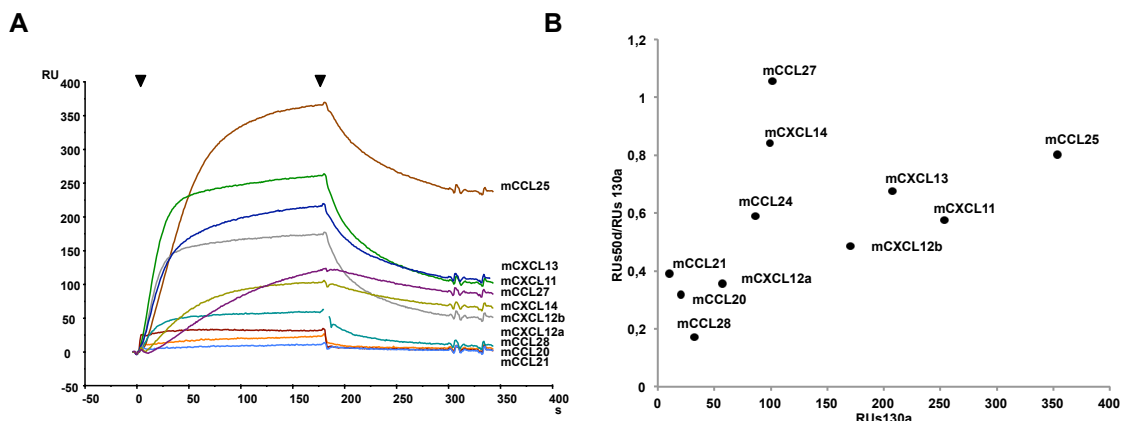 A
RU
400
350
300
250
200
150
100
50
0
-50
-50
0
50
100
150
200
250
300
350
400
s
mCCL25
mCXCL13
mCXCL11
mCCL27
mCXCL14
mCXCL12b
mCXCL12a
mCCL28
mCCL20
mCCL21
B
RUs50d/RUs 130a
1,2
1
0,8
0,6
0,4
0,2
0
0
50
100
150
200
250
300
350
400
RUs130a
mCCL27
mCXCL14
mCCL25
mCXCL13
mCCL24
mCXCL11
mCXCL12b
mCCL21
mCXCL12a
mCCL20
mCCL28